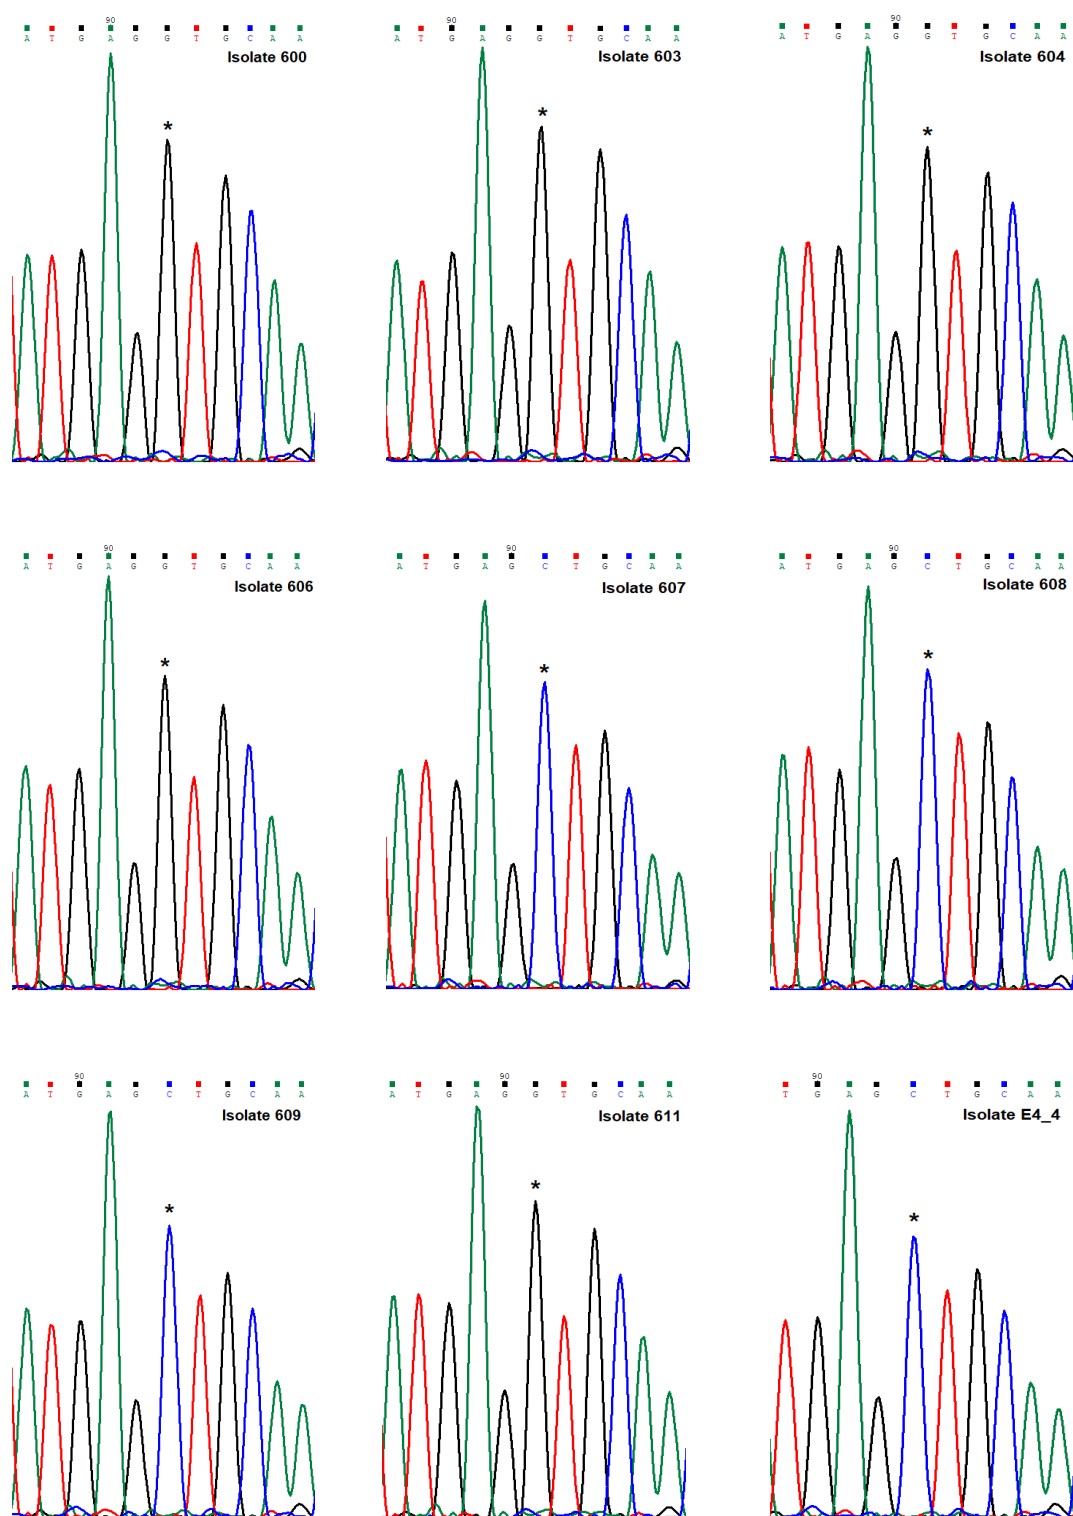 90
A T G A G G T G C A A
Isolate 600
*
90
A T G A G G T G C A A
Isolate 603
*
90
A T G A G G T G C A A
Isolate 604
*
90
A T G A G G T G C A A
Isolate 606
*
90
A T G A G C T G C A A
Isolate 607
*
90
A T G A G C T G C A A
Isolate 608
*
90
A T G A G C T G C A A
Isolate 609
*
90
A T G A G G T G C A A
Isolate 611
*
90
T G A G C T G C A A
Isolate E4_4
*